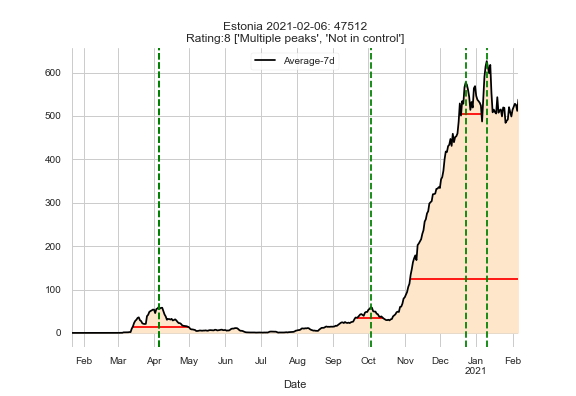 Estonia 2021-02-06: 47512
Rating:8 ['Multiple peaks', 'Not in control']
Average-7d
600
500
400
300
200
100
0
Feb Mar Apr May Jun Jul Aug Sep Oct Nov Dec Jan Feb
2021
Date